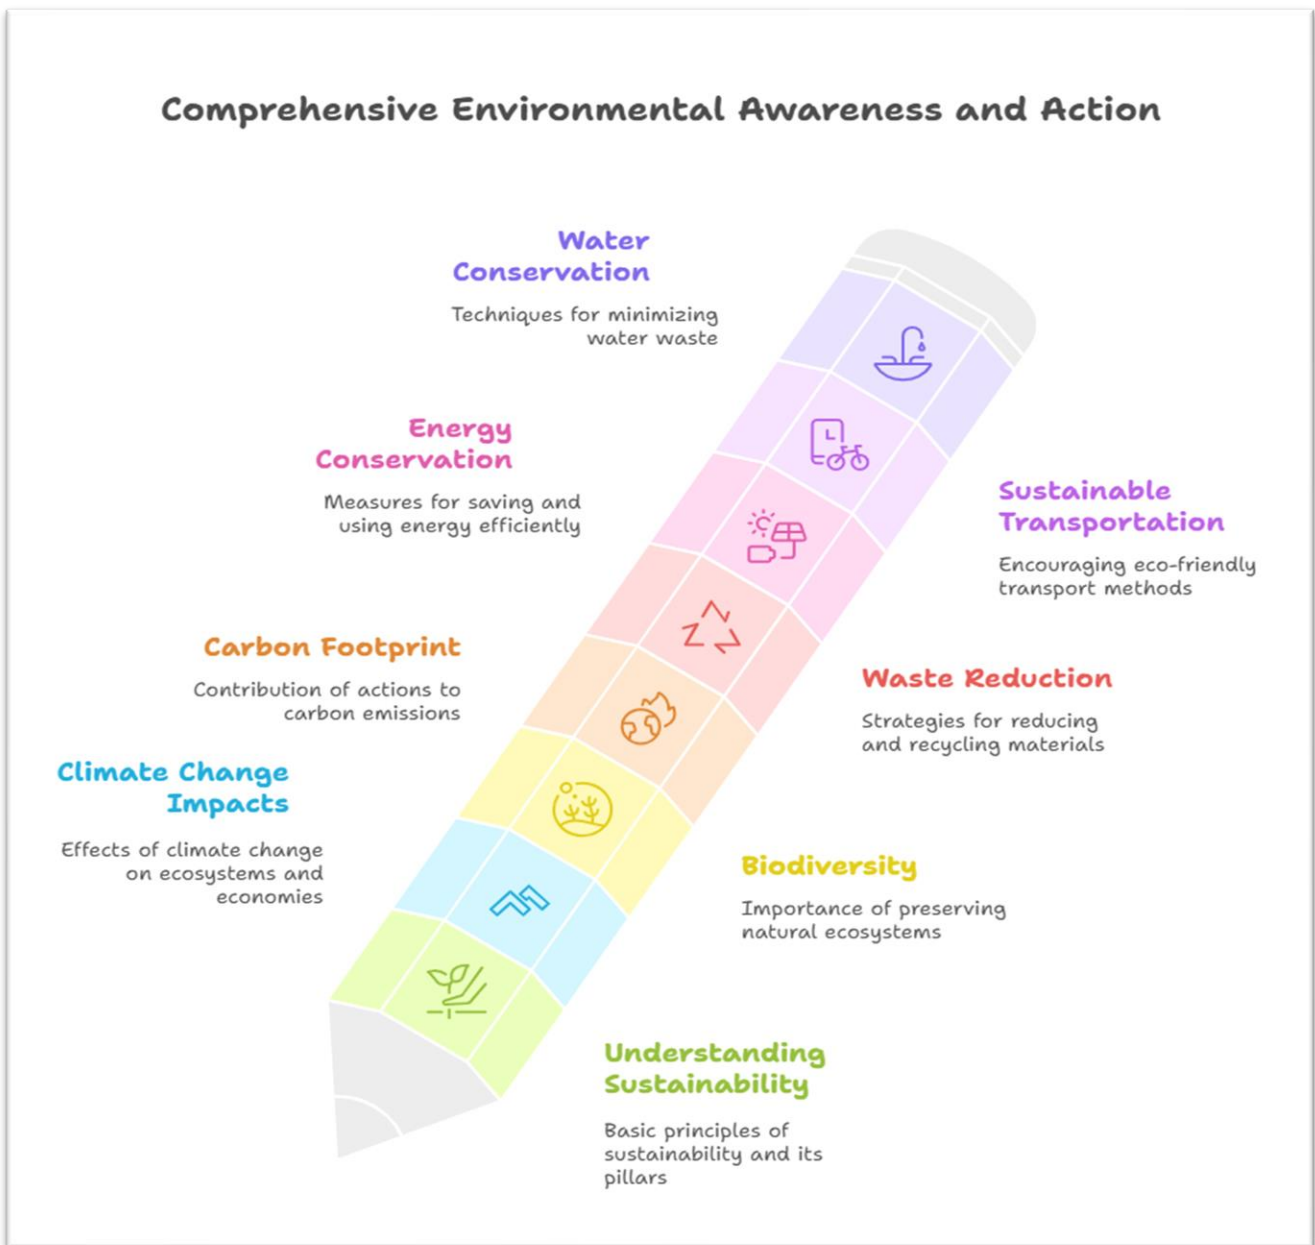 Comprehensive Environmental Awareness and Action
Water
Conservation
Techniques for minimizing
water waste
Energy
Conservation
Measures for saving and
using energy efficiently
Sustainable
Transportation
Encouraging eco-friendly
transport methods
Carbon Footprint
Contribution of actions to
carbon emissions
Waste Reduction
Strategies for reducing
and recycling materials
Climate Change
Impacts
Effects of climate change
on ecosystems and
economies
Biodiversity
Importance of preserving
natural ecosystems
Understanding
Sustainability
Basic principles of
sustainability and its
pillars